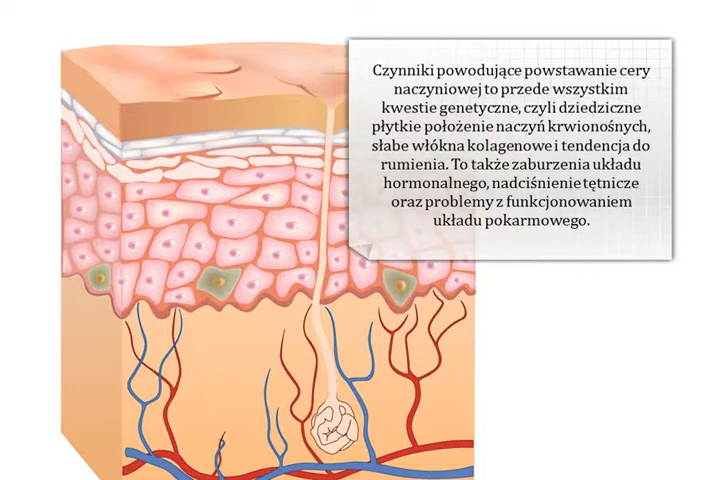 Czynniki powodujące powstawanie cery
naczyniowej to przede wszystkim
kwestie genetyczne, czyli dziedziczne
płytkie położenie naczyń krwionośnych,
słabe włókna kolagenowe i tendencja do
rumienia. To także zaburzenia układu
hormonalnego, nadciśnienie tętnicze
oraz problemy z funkcjonowaniem
układu pokarmowego.